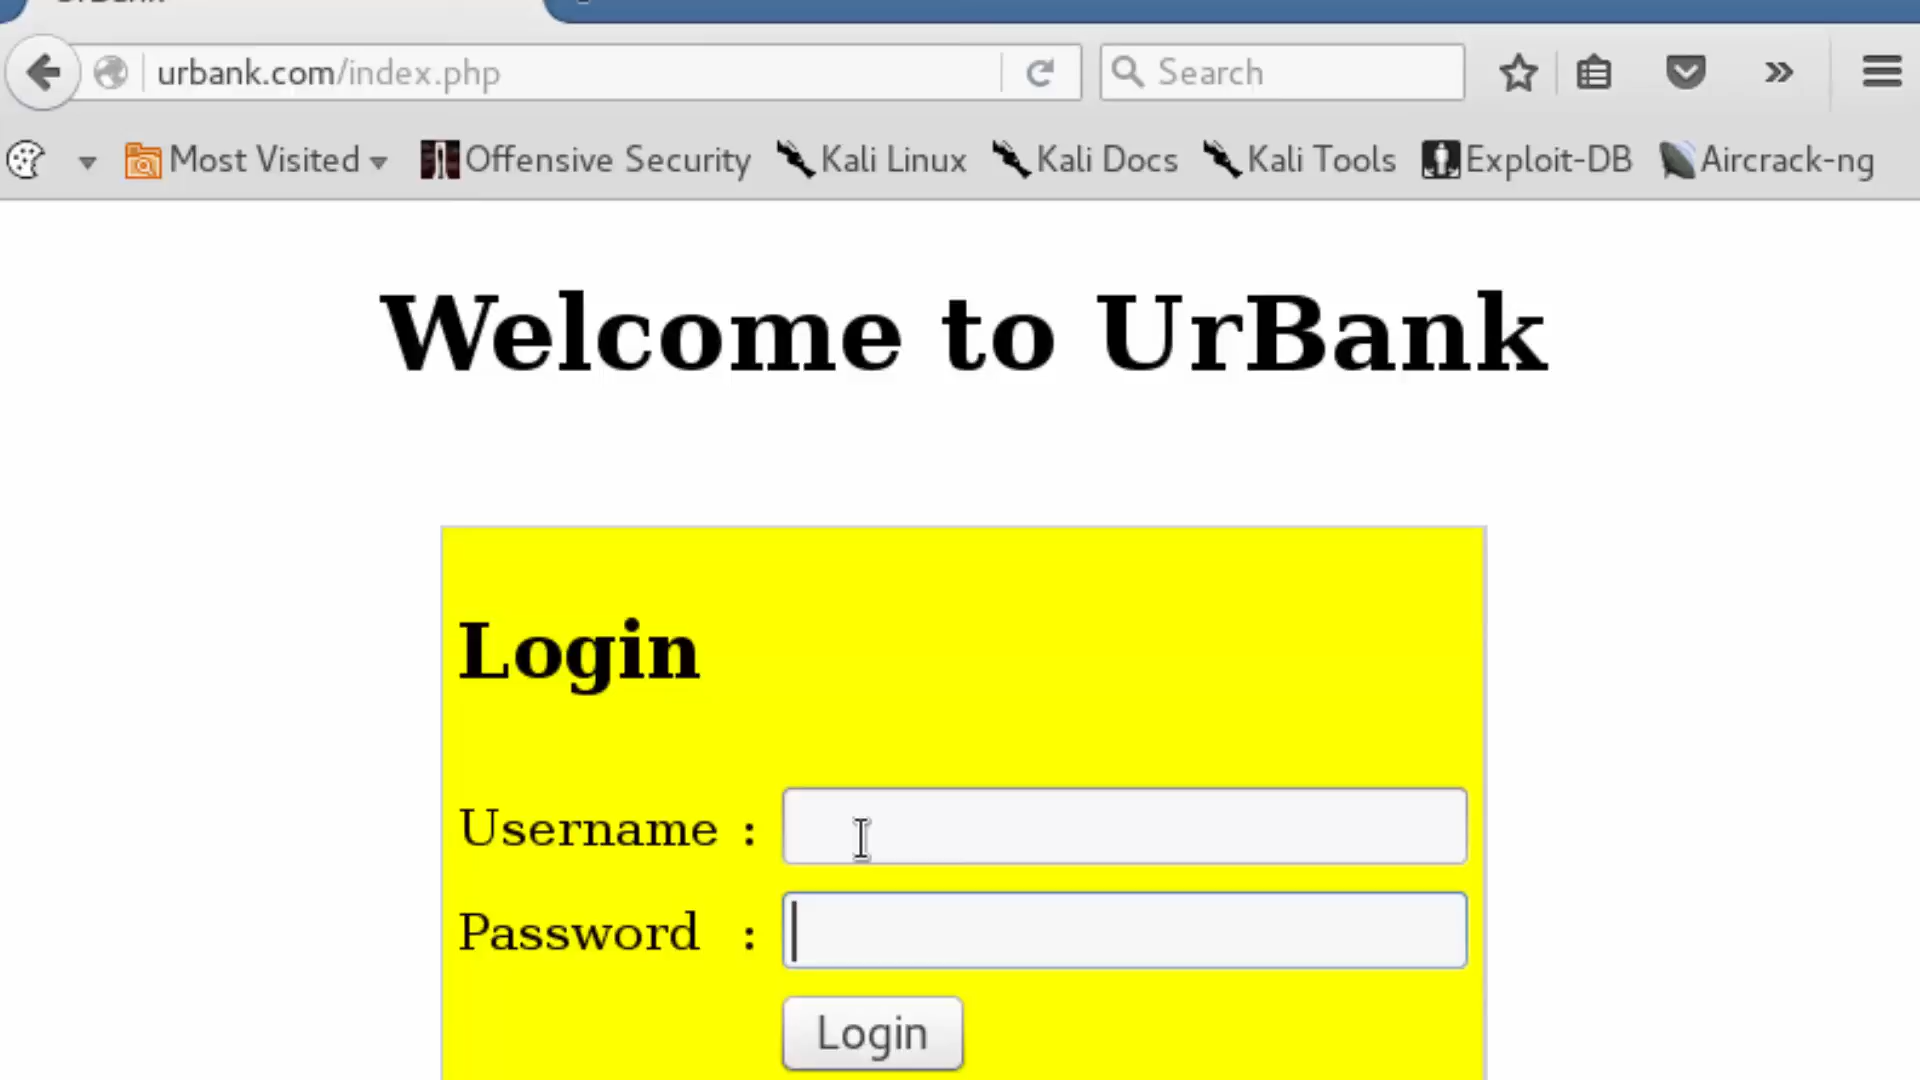 urbank.com/index.php
Search
Most Visited
Offensive Security
Kali Linux
Kali Docs
Kali Tools
Exploit-DB
Aircrack-ng
Welcome to UrBank
Login
Username :
Password :
Login